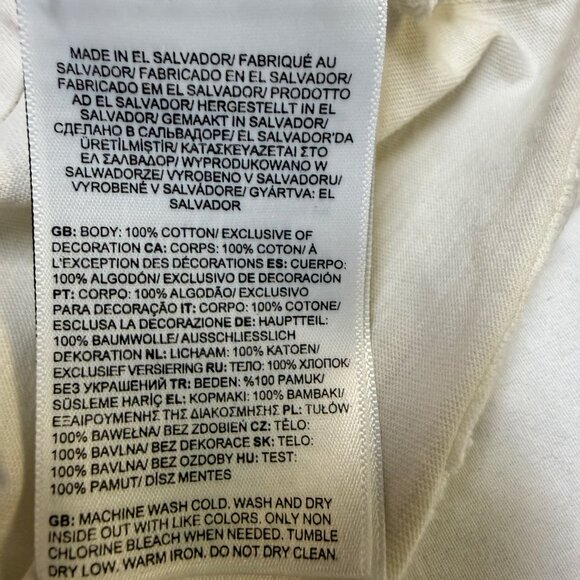 MADE IN EL SALVADOR/ FABRIQUÉ AU
SALVADOR/ FABRICADO EN EL SALVADOR/
FABRICADO EM EL SALVADOR/ PRODOTTO
AD EL SALVADOR/ HERGESTELLT IN EL
SALVADOR/ GEMAAKT IN SALVADOR/
СДЕЛАНО В САЛЬВАДОРЕ/ EL SALVADOR'DA
ÜRETİLMİŞTİR/ ΚΑΤΑΣΚΕΥΑΖΕΤΑΙ ΣΤΟ
ΕΛ ΣΑΛΒΑΔΟΡ/ WYPRODUKOWANO W
SALWADORZE/ VYROBENO V SALVADORU/
VYROBENÉ V SALVÁDORE/ GYÁRTVA: EL
SALVADOR
GB: BODY: 100% COTTON/ EXCLUSIVE OF
DECORATION CA: CORPS: 100% COTON/ À
L'EXCEPTION DES DÉCORATIONS ES: CUERPO:
100% ALGODÓN/ EXCLUSIVO DE DECORACIÓN
PT: CORPO: 100% ALGODÃO/ EXCLUSIVO
PARA DECORAÇÃO IT: CORPO: 100% COTONE/
ESCLUSA LA DECORAZIONE DE: HAUPTTEIL:
100% BAUMWOLLE/ AUSSCHLIESSLICH
DEKORATION NL: LICHAAM: 100% KATOEN/
EXCLUSIEF VERSIERING RU: ТЕЛО: 100% ХЛОПОК/
БЕЗ УКРАШЕНИЙ TR: BEDEN: %100 PAMUK/
SÜSLEME HARİÇ EL: ΚΟΡΜΑΚΙ: 100% ΒΑΜΒΑΚΙ/
ΕΞΑΙΡΟΥΜΕΝΗΣ ΤΗΣ ΔΙΑΚΟΣΜΗΣΗΣ PL: TUŁÓW:
100% BAWEŁNA/ BEZ ZDOBIEŃ CZ: TĚLO:
100% BAVLNA/ BEZ DEKORACE SK: TELO:
100% BAVLNA/ BEZ OZDOBY HU: TEST:
100% PAMUT/ DÍSZ MENTES
GB: MACHINE WASH COLD. WASH AND DRY
INSIDE OUT WITH LIKE COLORS. ONLY NON
CHLORINE BLEACH WHEN NEEDED. TUMBLE
DRY LOW. WARM IRON. DO NOT DRY CLEAN.